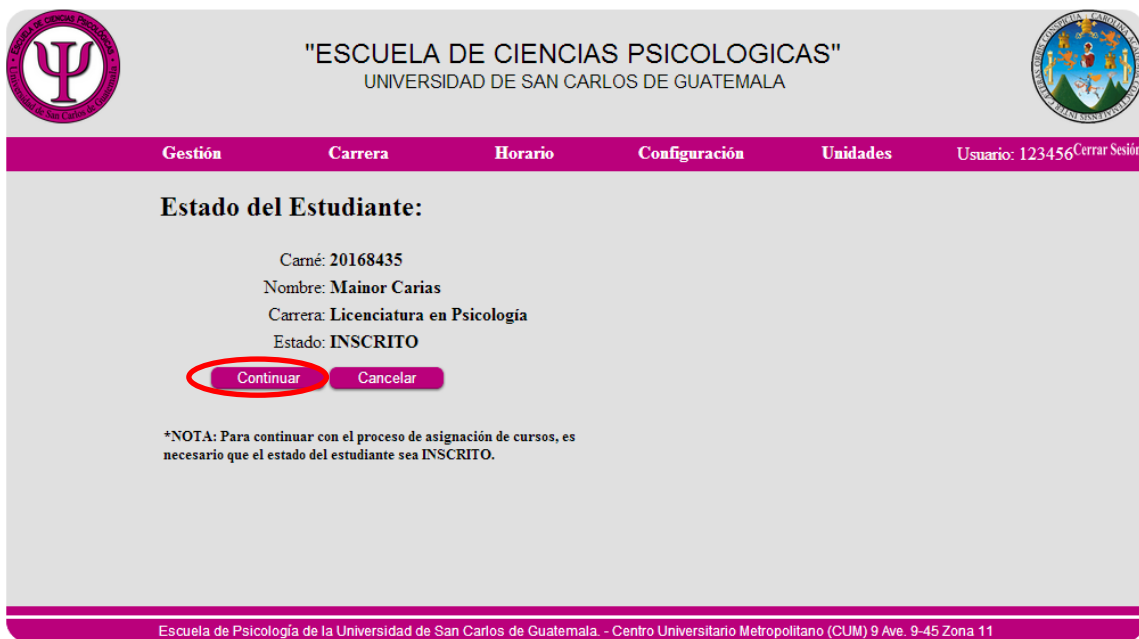 "ESCUELA DE CIENCIAS PSICOLOGICAS"
UNIVERSIDAD DE SAN CARLOS DE GUATEMALA
Gestión Carrera Horario Configuración Unidades Usuario: 123456 Cerrar Sesión
Estado del Estudiante:
Carné: 20168435
Nombre: Mainor Carias
Carrera: Licenciatura en Psicología
Estado: INSCRITO
Continuar Cancelar
*NOTA: Para continuar con el proceso de asignación de cursos, es
necesario que el estado del estudiante sea INSCRITO.
Escuela de Psicología de la Universidad de San Carlos de Guatemala. - Centro Universitario Metropolitano (CUM) 9 Ave. 9-45 Zona 11